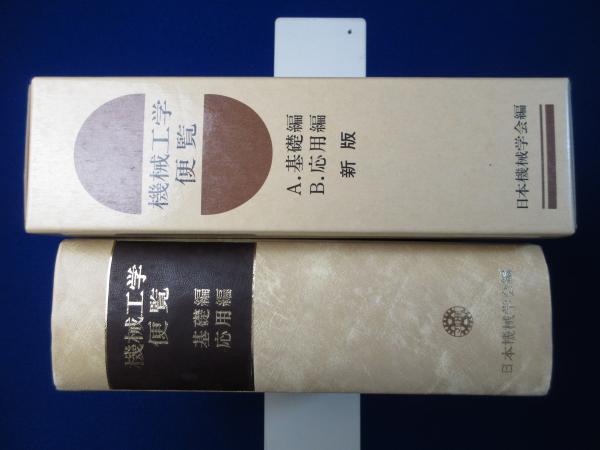 機械工学
便覧
A.基礎編
B.応用編
新版
日本機械学会編
機械工学
便覧
基礎編
応用編
日本機械学会編